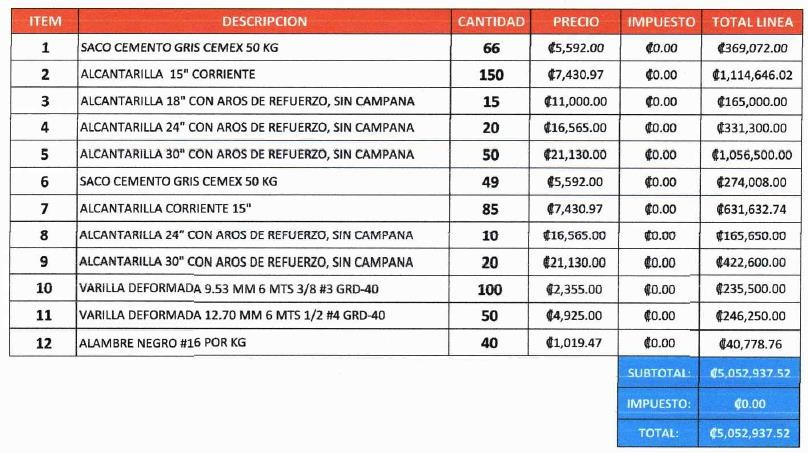 ITEM DESCRIPCION CANTIDAD PRECIO IMPUESTO TOTAL LINEA
1 SACO CEMENTO GRIS CEMEX 50 KG 66 ₡5,592.00 ₡0.00 ₡369,072.00
2 ALCANTARILLA 15" CORRIENTE 150 ₡7,430.97 ₡0.00 ₡1,114,646.02
3 ALCANTARILLA 18" CON AROS DE REFUERZO, SIN CAMPANA 15 ₡11,000.00 ₡0.00 ₡165,000.00
4 ALCANTARILLA 24" CON AROS DE REFUERZO, SIN CAMPANA 20 ₡16,565.00 ₡0.00 ₡331,300.00
5 ALCANTARILLA 30" CON AROS DE REFUERZO, SIN CAMPANA 50 ₡21,130.00 ₡0.00 ₡1,056,500.00
6 SACO CEMENTO GRIS CEMEX 50 KG 49 ₡5,592.00 ₡0.00 ₡274,008.00
7 ALCANTARILLA CORRIENTE 15" 85 ₡7,430.97 ₡0.00 ₡631,632.74
8 ALCANTARILLA 24" CON AROS DE REFUERZO, SIN CAMPANA 10 ₡16,565.00 ₡0.00 ₡165,650.00
9 ALCANTARILLA 30" CON AROS DE REFUERZO, SIN CAMPANA 20 ₡21,130.00 ₡0.00 ₡422,600.00
10 VARILLA DEFORMADA 9.53 MM 6 MTS 3/8 #3 GRD-40 100 ₡2,355.00 ₡0.00 ₡235,500.00
11 VARILLA DEFORMADA 12.70 MM 6 MTS 1/2 #4 GRD-40 50 ₡4,925.00 ₡0.00 ₡246,250.00
12 ALAMBRE NEGRO #16 POR KG 40 ₡1,019.47 ₡0.00 ₡40,778.76
SUBTOTAL: ₡5,052,937.52
IMPUESTO: ₡0.00
TOTAL: ₡5,052,937.52